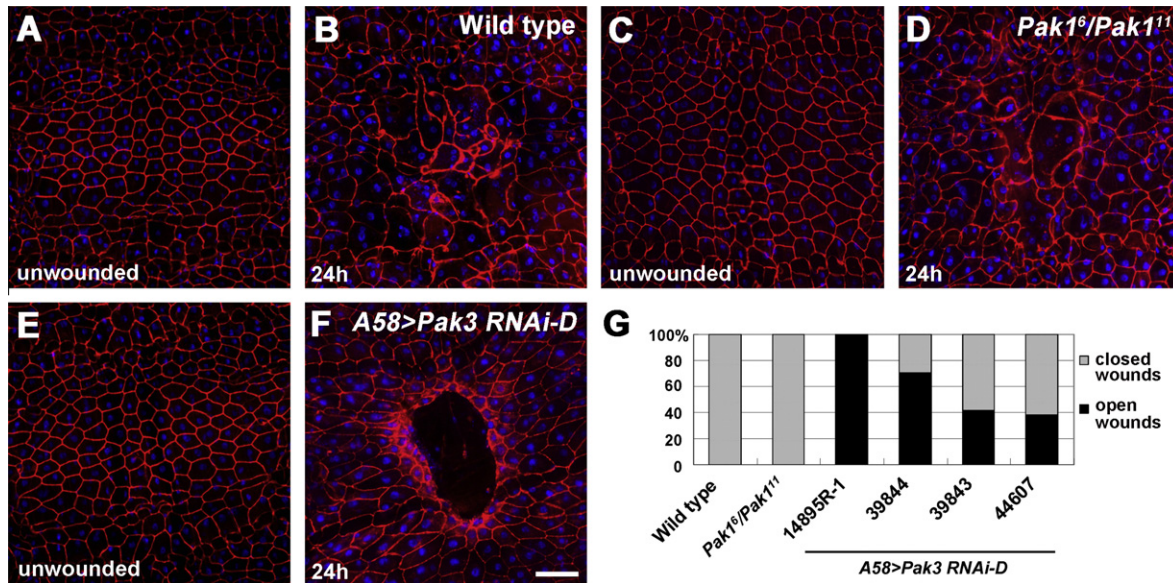 A
unwounded
B
Wild type
24h
C
unwounded
D
Pak1⁶/Pak1¹¹
24h
E
unwounded
F
A58>Pak3 RNAi-D
24h
G
100%
80
60
40
20
0
closed wounds
open wounds
Wild type
Pak1⁶/Pak1¹¹
14895R-1
39844
39843
44607
A58>Pak3 RNAi-D